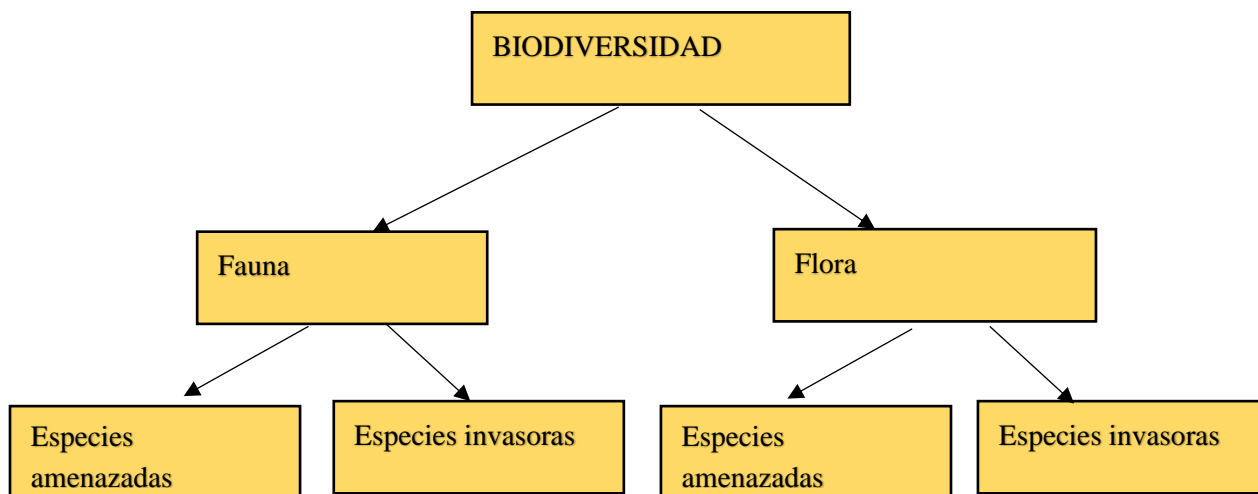 BIODIVERSIDAD
Fauna
Flora
Especies
amenazadas
Especies invasoras
Especies
amenazadas
Especies invasoras